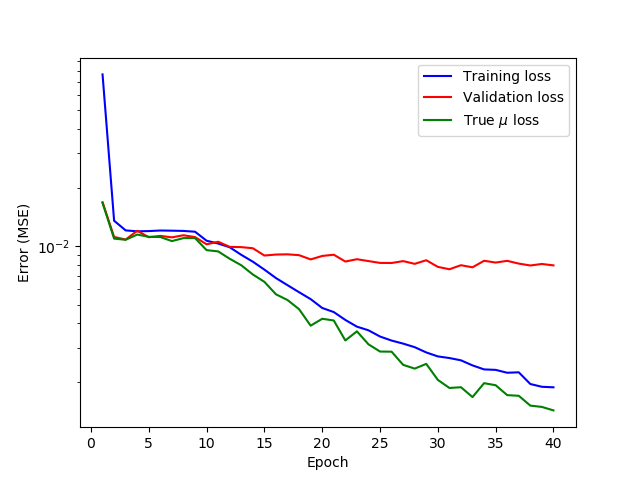 Training loss
Validation loss
True μ loss
10⁻²
Error (MSE)
0 5 10 15 20 25 30 35 40
Epoch